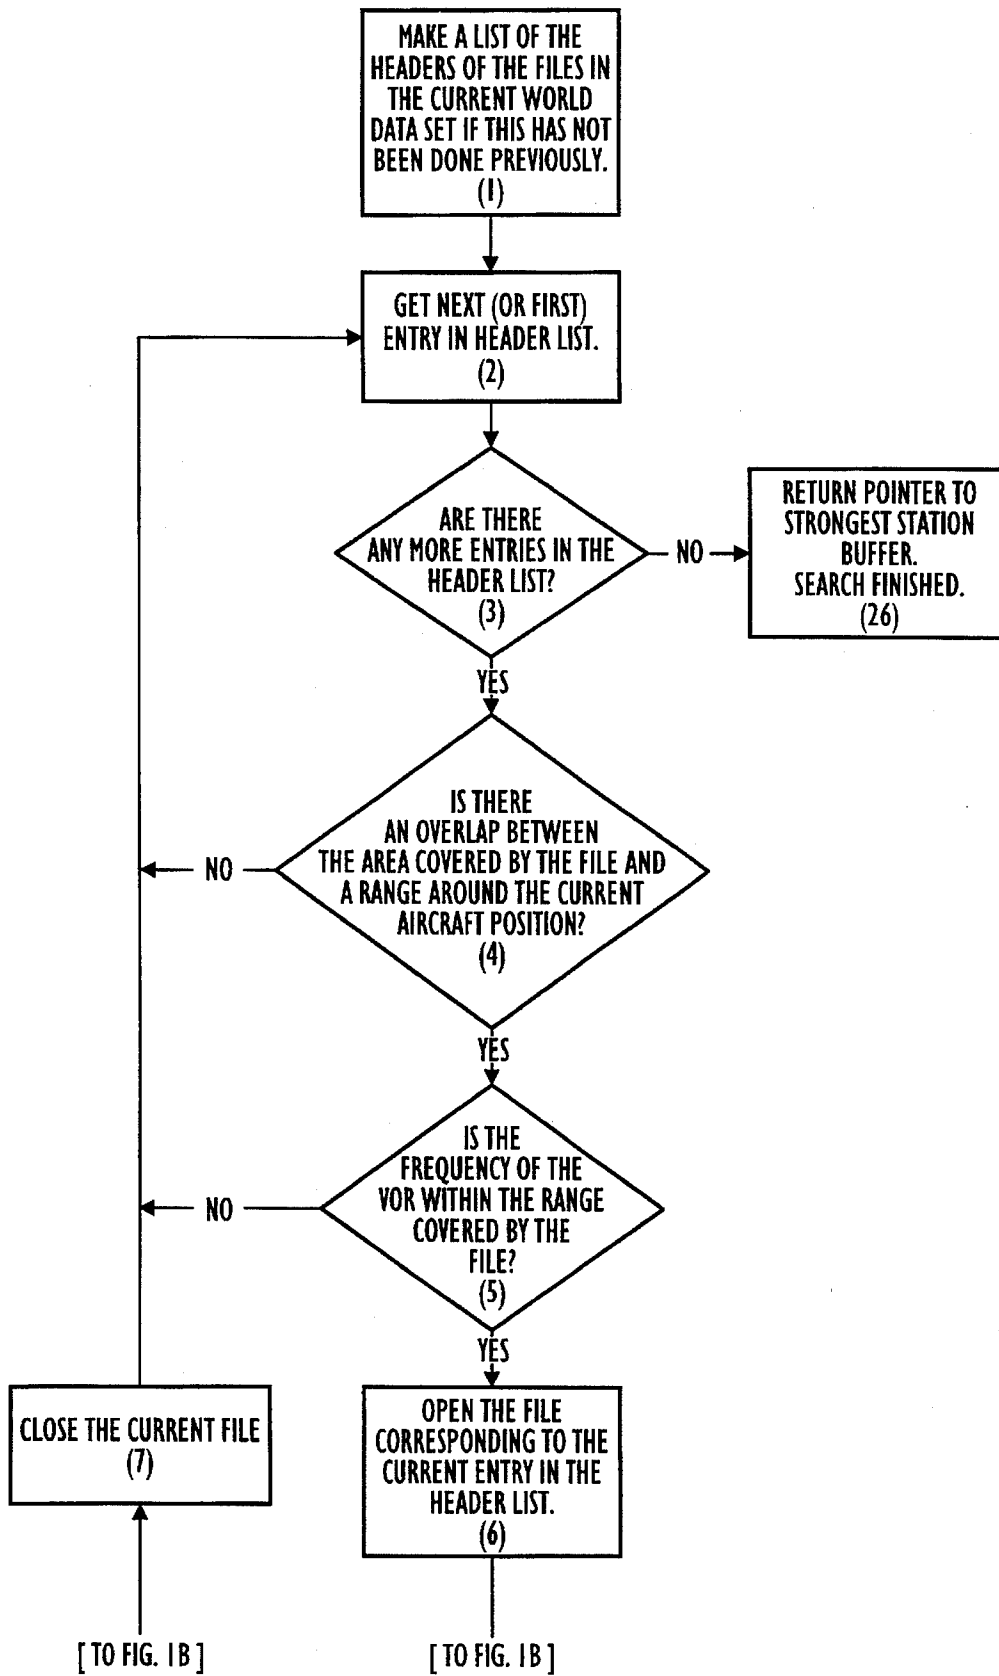 MAKE A LIST OF THE
HEADERS OF THE FILES IN
THE CURRENT WORLD
DATA SET IF THIS HAS NOT
BEEN DONE PREVIOUSLY.
(1)
GET NEXT (OR FIRST)
ENTRY IN HEADER LIST.
(2)
ARE THERE
ANY MORE ENTRIES IN THE
HEADER LIST?
(3)
NO
RETURN POINTER TO
STRONGEST STATION
BUFFER.
SEARCH FINISHED.
(26)
YES
IS THERE
AN OVERLAP BETWEEN
THE AREA COVERED BY THE FILE AND
A RANGE AROUND THE CURRENT
AIRCRAFT POSITION?
(4)
NO
YES
IS THE
FREQUENCY OF THE
VOR WITHIN THE RANGE
COVERED BY THE
FILE?
(5)
NO
YES
CLOSE THE CURRENT FILE
(7)
OPEN THE FILE
CORRESPONDING TO THE
CURRENT ENTRY IN THE
HEADER LIST.
(6)
[ TO FIG. 1B ]
[ TO FIG. 1B ]